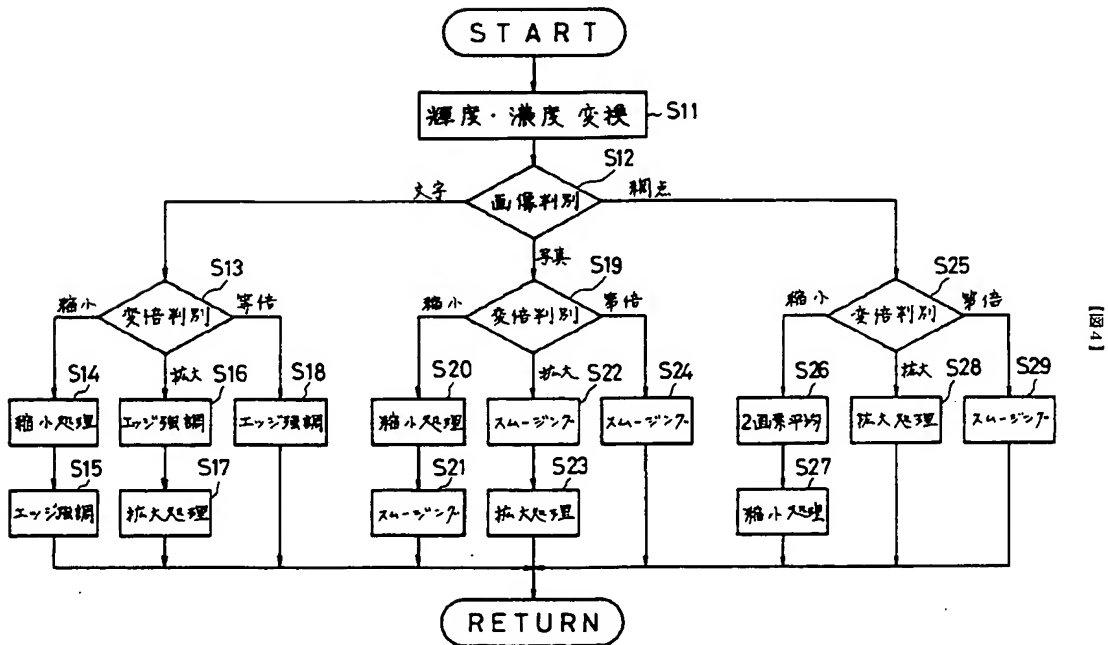 START
輝度・濃度 変換
S11
S12
画像判別
文字
網点
写真
S13
変倍判別
縮小
等倍
拡大
S19
変倍判別
縮小
等倍
拡大
S25
変倍判別
縮小
等倍
拡大
S14
縮小処理
S16
エッジ強調
S18
エッジ強調
S20
縮小処理
S22
スムージング
S24
スムージング
S26
2画素平均
S28
拡大処理
S29
スムージング
S15
エッジ強調
S17
拡大処理
S21
スムージング
S23
拡大処理
S27
縮小処理
RETURN
【図4】